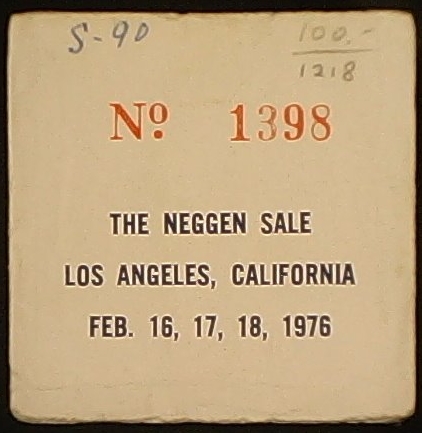 S-90
100.-
1218
Nº 1398
THE NEGGEN SALE
LOS ANGELES, CALIFORNIA
FEB. 16, 17, 18, 1976